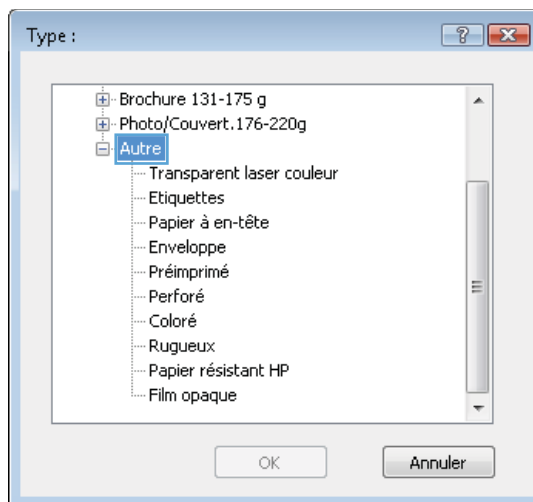 Type :
Brochure 131-175 g
Photo/Couvert.176-220g
Autre
Transparent laser couleur
Etiquettes
Papier à en-tête
Enveloppe
Préimprimé
Perforé
Coloré
Rugueux
Papier résistant HP
Film opaque
OK Annuler